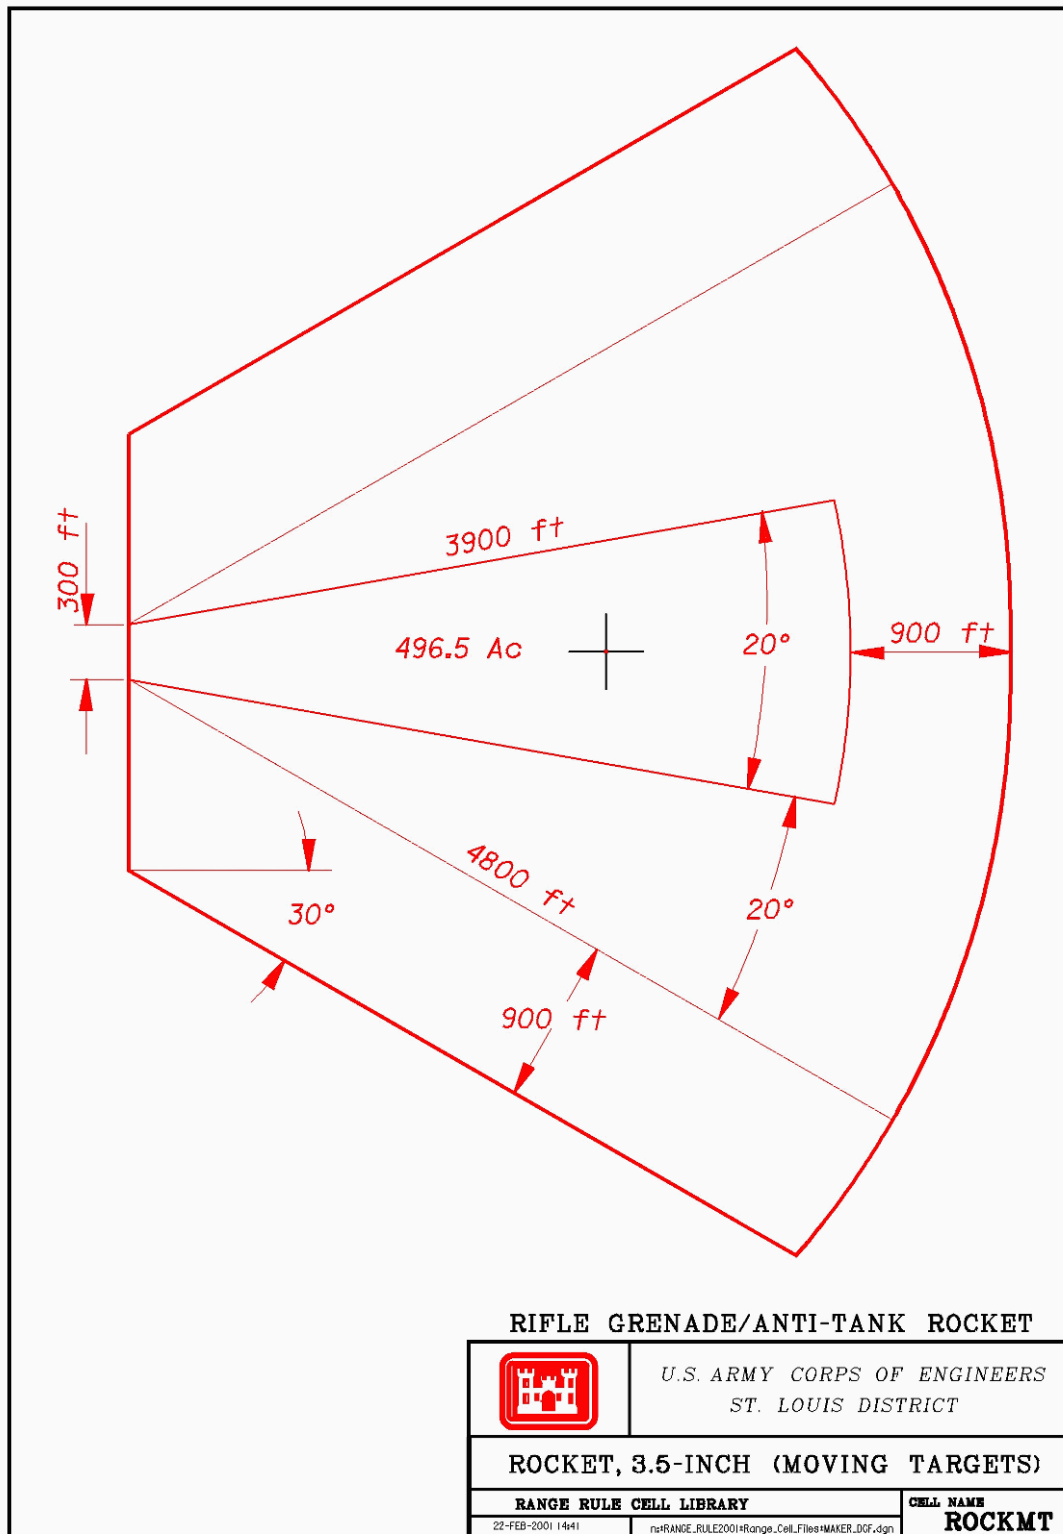 300 ft
3900 ft
496.5 Ac
20°
900 ft
4800 ft
20°
30°
900 ft
RIFLE GRENADE/ANTI-TANK ROCKET
U.S. ARMY CORPS OF ENGINEERS
ST. LOUIS DISTRICT
ROCKET, 3.5-INCH (MOVING TARGETS)
RANGE RULE CELL LIBRARY
CELL NAME
ROCKMT
22-FEB-2001 14:41